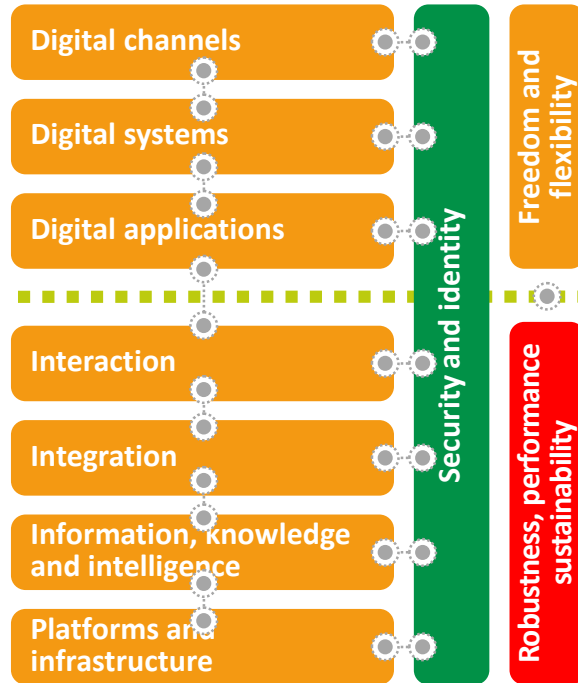 Digital channels
Digital systems
Digital applications
Interaction
Integration
Information, knowledge
and intelligence
Platforms and
infrastructure
Security and identity
Freedom and
flexibility
Robustness, performance
sustainability